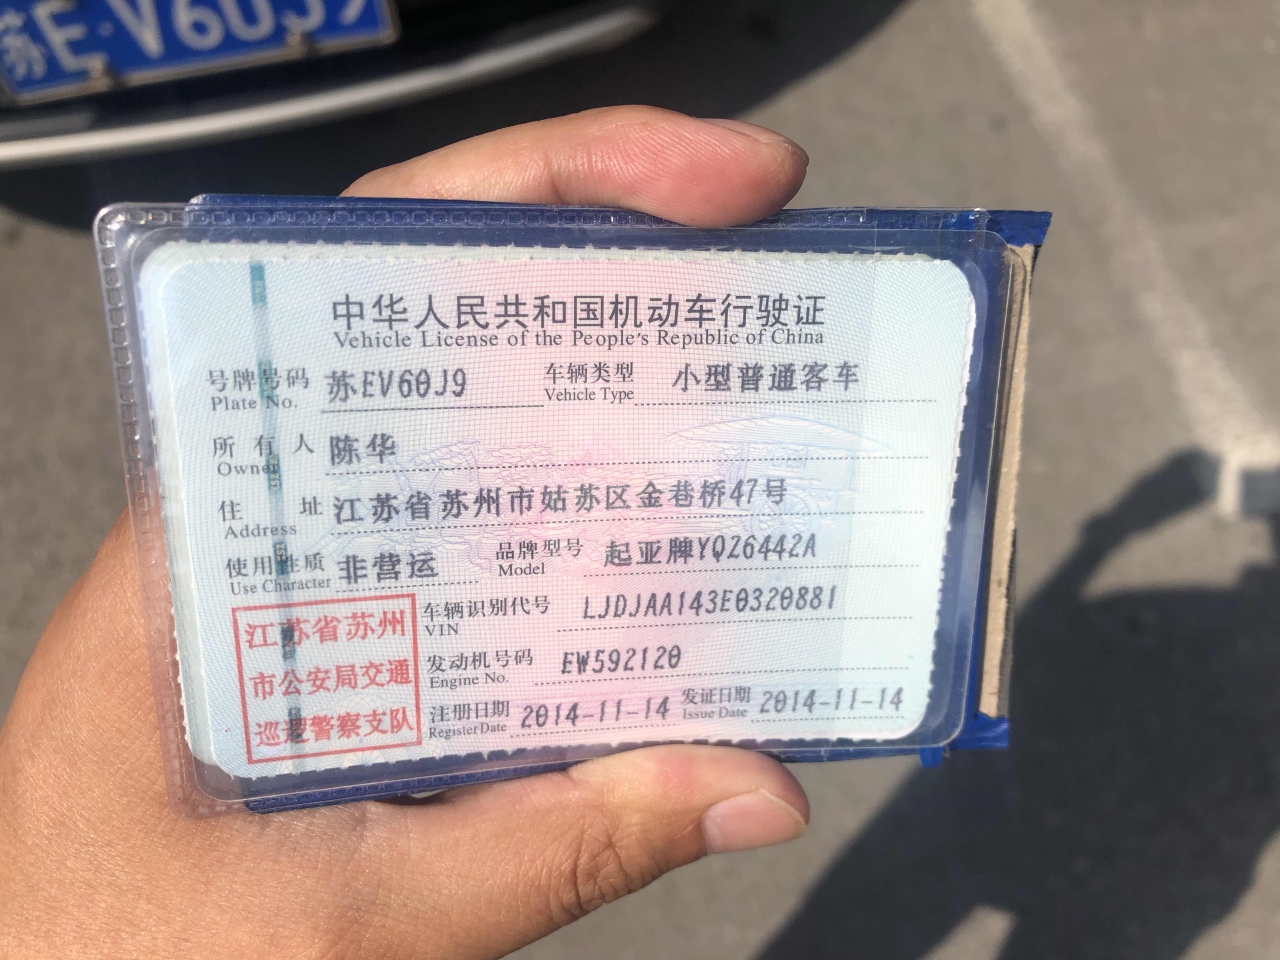 苏E·V60J9
中华人民共和国机动车行驶证
Vehicle License of the People's Republic of China
号牌号码 苏EV60J9 车辆类型 小型普通客车
Plate No. Vehicle Type
所有人 陈华
Owner
住址 江苏省苏州市姑苏区金巷桥47号
Address
使用性质 非营运 品牌型号 起亚牌YQZ6442A
Use Character Model
江苏省苏州
市公安局交通
巡逻警察支队
车辆识别代号 LJDJAA143E0320881
VIN
发动机号码 EW592120
Engine No.
注册日期 2014-11-14 发证日期 2014-11-14
Register Date Issue Date